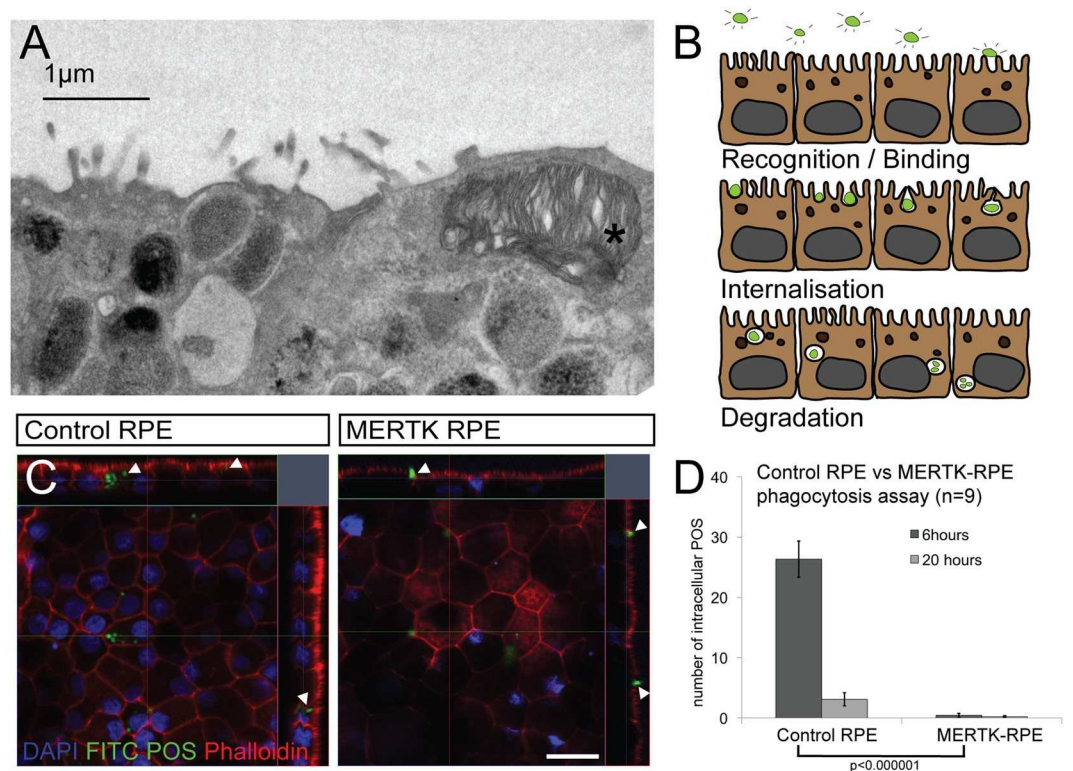 A
1µm
*
B
Recognition / Binding
Internalisation
Degradation
Control RPE
MERTK RPE
C
DAPI FITC POS Phalloidin
D
Control RPE vs MERTK-RPE
phagocytosis assay (n=9)
6hours
20 hours
number of intracellular POS
40
30
20
10
0
Control RPE
MERTK-RPE
p<0.000001